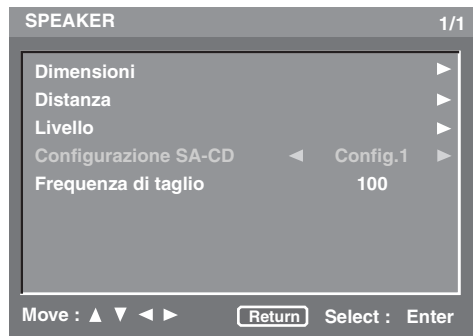 SPEAKER 1/1
Dimensioni ▶
Distanza ▶
Livello ▶
Configurazione SA-CD ◀ Config.1 ▶
Frequenza di taglio 100
Move : ▲ ▼ ◀ ▶ Return Select : Enter